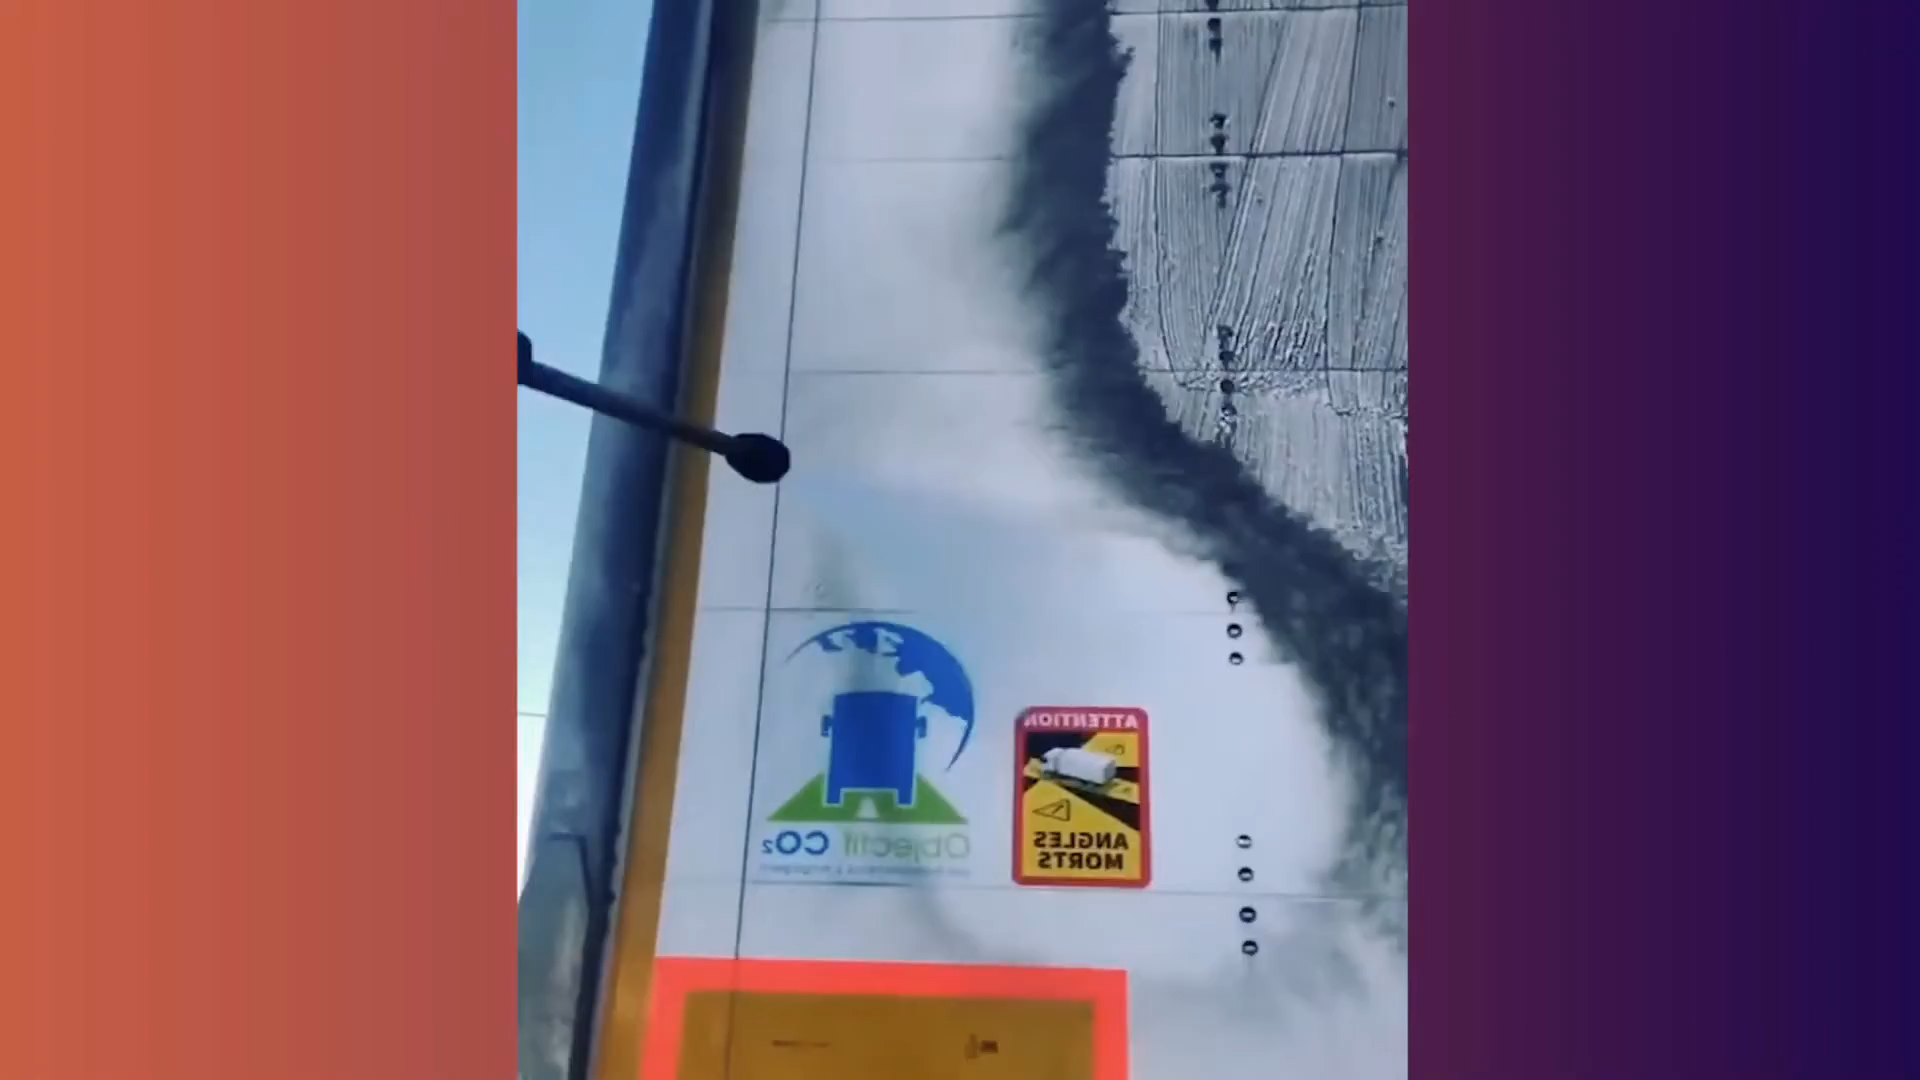 ATTENTION
ANGLES
MORTS
Objectif CO₂